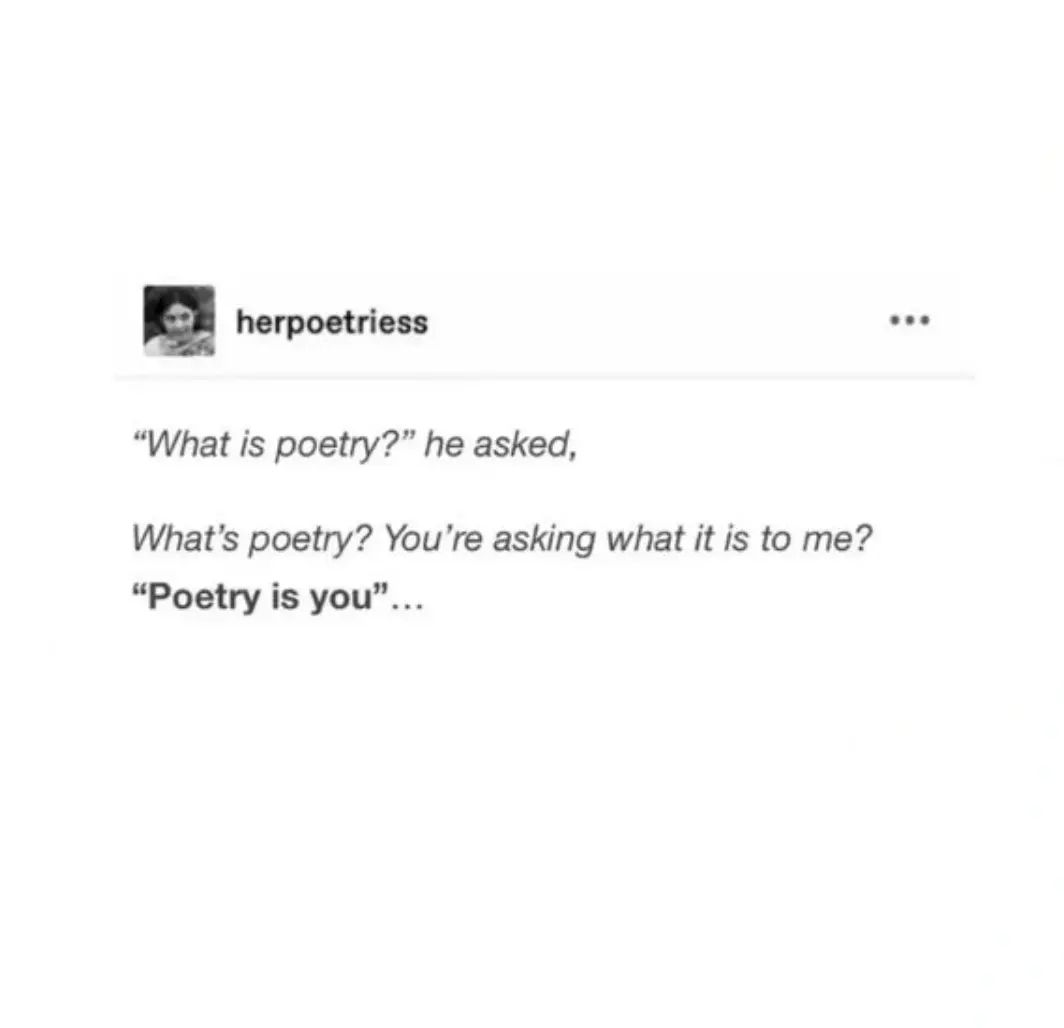 herpoetriess
“What is poetry?” he asked,
What’s poetry? You’re asking what it is to me?
“Poetry is you”...